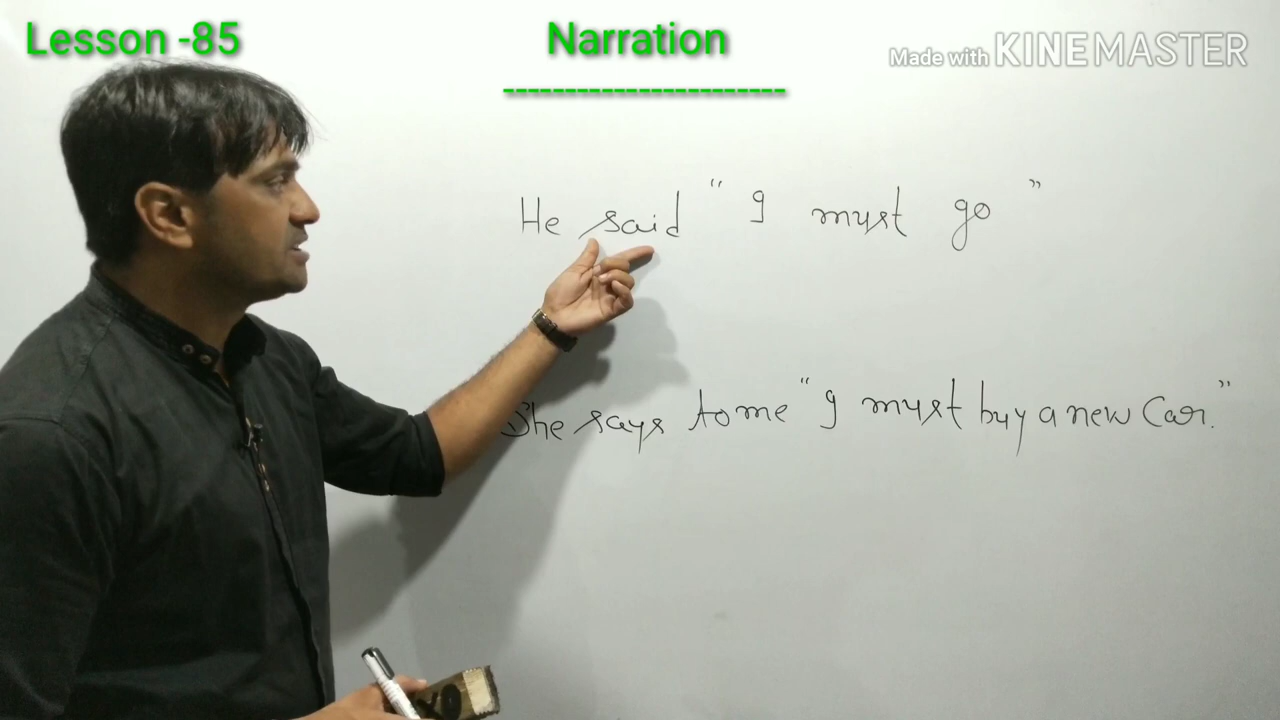 Lesson -85
Narration
-----------------------
Made with KINEMASTER
He said “ I must go ”
She says to me “ I must buy a new Car. ”